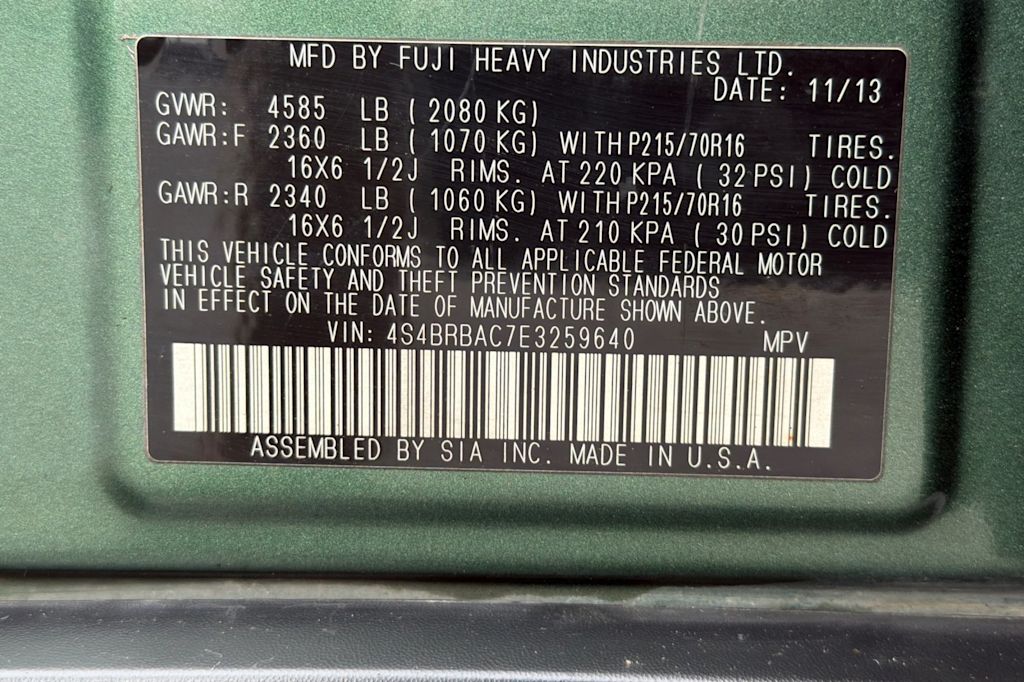 MFD BY FUJI HEAVY INDUSTRIES LTD.
DATE: 11/13
GVWR: 4585 LB ( 2080 KG)
GAWR:F 2360 LB ( 1070 KG) WITH P215/70R16 TIRES.
16X6 1/2J RIMS. AT 220 KPA ( 32 PSI) COLD
GAWR:R 2340 LB ( 1060 KG) WITH P215/70R16 TIRES.
16X6 1/2J RIMS. AT 210 KPA ( 30 PSI) COLD
THIS VEHICLE CONFORMS TO ALL APPLICABLE FEDERAL MOTOR
VEHICLE SAFETY AND THEFT PREVENTION STANDARDS
IN EFFECT ON THE DATE OF MANUFACTURE SHOWN ABOVE.
VIN: 4S4BRBAC7E3259640 MPV
ASSEMBLED BY SIA INC. MADE IN U.S.A.